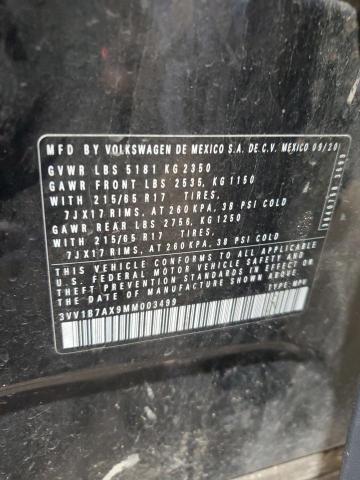 MFD BY VOLKSWAGEN DE MEXICO S.A. DE C.V. MEXICO 09/20
GVWR LBS 5181 KG 2350
GAWR FRONT LBS 2535, KG 1150
WITH 215/65 R17 TIRES,
7JX17 RIMS, AT 260 KPA, 38 PSI COLD
GAWR REAR LBS 2756, KG 1250
WITH 215/65 R17 TIRES,
7JX17 RIMS, AT 260 KPA, 38 PSI COLD
THIS VEHICLE CONFORMS TO ALL APPLICABLE
U.S. FEDERAL MOTOR VEHICLE SAFETY AND
THEFT PREVENTION STANDARDS IN EFFECT ON
THE DATE OF MANUFACTURE SHOWN ABOVE
3VV1B7AX9MM003499 TYPE: MPV